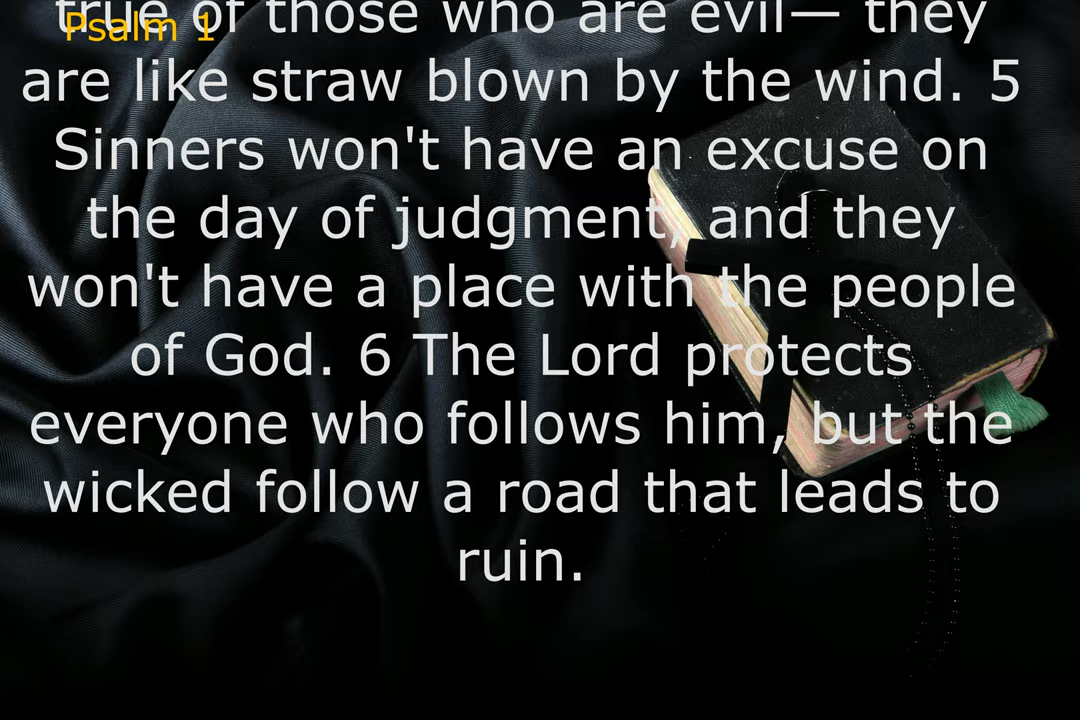 Psalm 1
true of those who are evil— they
are like straw blown by the wind. 5
Sinners won't have an excuse on
the day of judgment, and they
won't have a place with the people
of God. 6 The Lord protects
everyone who follows him, but the
wicked follow a road that leads to
ruin.